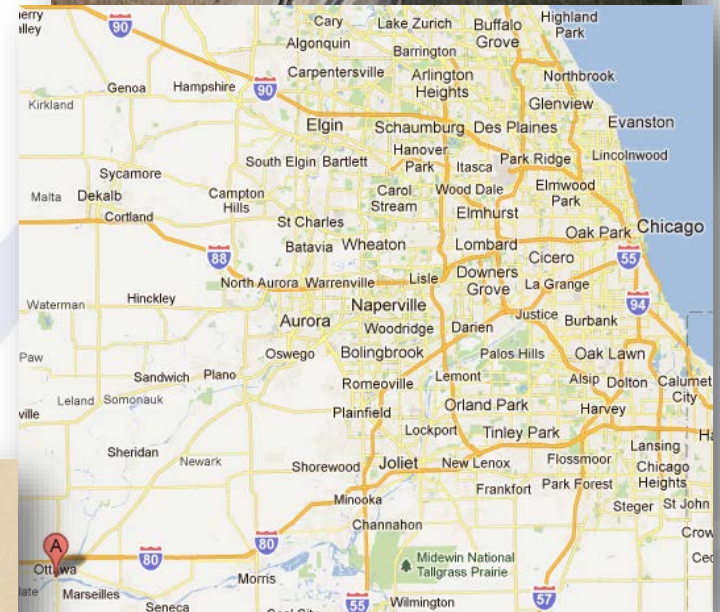 Cary
Lake Zurich
Buffalo Grove
Highland Park
90
Algonquin
Barrington
Carpentersville
Arlington Heights
Northbrook
Genoa
Hampshire
90
Glenview
Kirkland
Elgin
Schaumburg
Des Plaines
Evanston
Hanover Park
Lincolnwood
South Elgin
Bartlett
Itasca
Park Ridge
Sycamore
Wood Dale
Elmwood Park
Malta
Dekalb
Campton Hills
Carol Stream
Cortland
Elmhurst
St Charles
Oak Park
Chicago
Batavia
Wheaton
Lombard
Cicero
55
88
North Aurora
Warrenville
Lisle
Downers Grove
La Grange
Waterman
Hinckley
Naperville
94
Aurora
Woodridge
Darien
Justice
Burbank
Paw
Oswego
Bolingbrook
Palos Hills
Oak Lawn
Sandwich
Plano
Romeoville
Lemont
Alsip
Dolton
Calumet City
Leland
Somonauk
Plainfield
Orland Park
Harvey
ville
Lockport
Tinley Park
Lansing
Sheridan
Newark
Shorewood
Joliet
New Lenox
Flossmoor
Chicago Heights
Frankfort
Park Forest
Minooka
Steger
St John
Channahon
A
80
80
Midewin National Tallgrass Prairie
Ottawa
Morris
Marseilles
Seneca
55
Wilmington
57